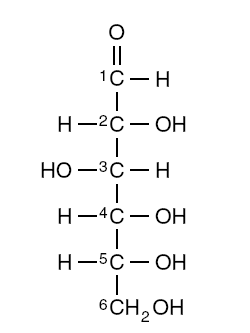 O
¹C H
H ²C OH
HO ³C H
H ⁴C OH
H ⁵C OH
⁶CH₂OH